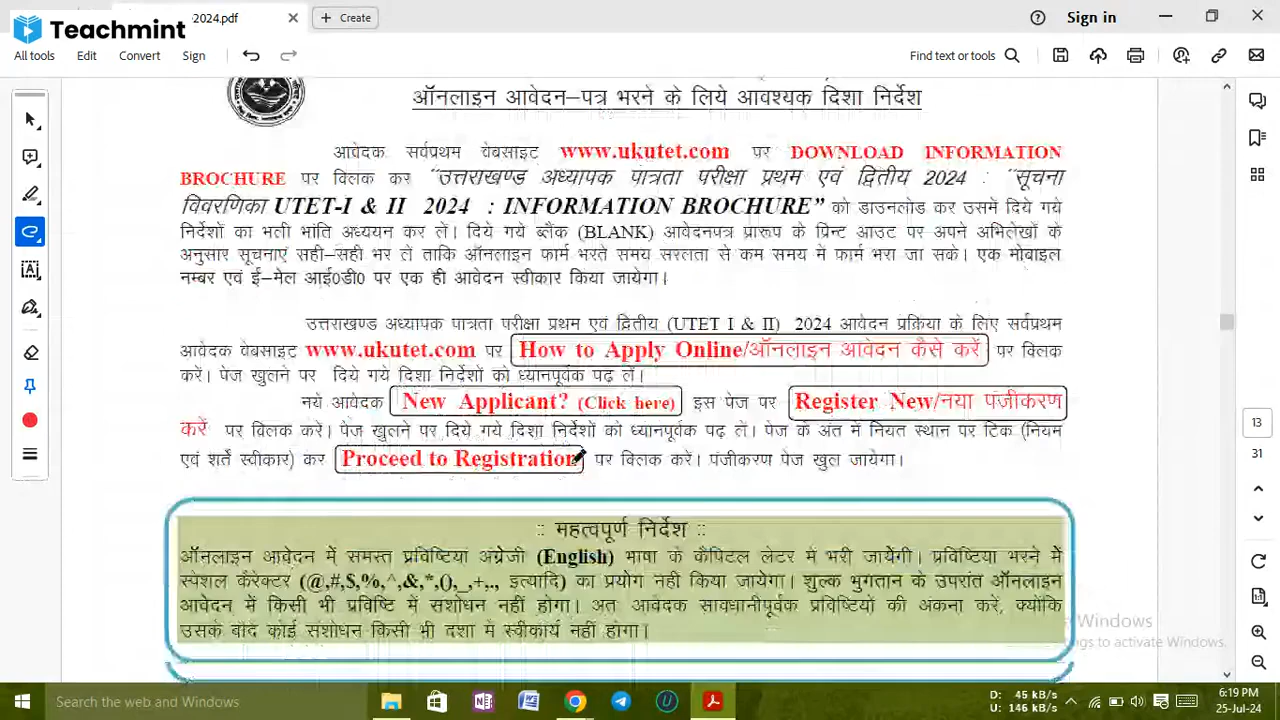 Teachmint
2024.pdf
+ Create
Sign in
All tools Edit Convert Sign
Find text or tools
ऑनलाइन आवेदन–पत्र भरने के लिये आवश्यक दिशा निर्देश
आवेदक सर्वप्रथम वेबसाइट www.ukutet.com पर DOWNLOAD INFORMATION
BROCHURE पर क्लिक कर "उत्तराखण्ड अध्यापक पात्रता परीक्षा प्रथम एवं द्वितीय 2024 : "सूचना
विवरणिका UTET-I & II 2024 : INFORMATION BROCHURE" को डाउनलोड कर उसमें दिये गये
निर्देशों का भली भांति अध्ययन कर लें। दिये गये ब्लैंक (BLANK) आवेदनपत्र प्रारूप के प्रिन्ट आउट पर अपने अभिलेखों के
अनुसार सूचनाएं सही–सही भर लें ताकि ऑनलाइन फार्म भरते समय सरलता से कम समय में फार्म भरा जा सके। एक मोबाइल
नम्बर एवं ई–मेल आई0डी0 पर एक ही आवेदन स्वीकार किया जायेगा।
उत्तराखण्ड अध्यापक पात्रता परीक्षा प्रथम एवं द्वितीय (UTET I & II) 2024 आवेदन प्रक्रिया के लिए सर्वप्रथम
आवेदक वेबसाइट www.ukutet.com पर How to Apply Online/ऑनलाइन आवेदन कैसे करें पर क्लिक
करें। पेज खुलने पर दिये गये दिशा निर्देशों को ध्यानपूर्वक पढ़ लें।
नये आवेदक New Applicant? (Click here) इस पेज पर Register New/नया पंजीकरण
करें पर क्लिक करें। पेज खुलने पर दिये गये दिशा निर्देशों को ध्यानपूर्वक पढ़ लें। पेज के अंत में नियत स्थान पर टिक (नियम
एवं शर्तें स्वीकार) कर Proceed to Registration पर क्लिक करें। पंजीकरण पेज खुल जायेगा।
:: महत्वपूर्ण निर्देश ::
ऑनलाइन आवेदन में समस्त प्रविष्टिया अंग्रेजी (English) भाषा के कैपिटल लेटर में भरी जायेंगी। प्रविष्टिया भरने में
स्पेशल कैरेक्टर (@,#,$,%,^,&,*,(),_,+,., इत्यादि) का प्रयोग नही किया जायेगा। शुल्क भुगतान के उपरांत ऑनलाइन
आवेदन में किसी भी प्रविष्टि में संशोधन नहीं होगा। अत आवेदक सावधानीपूर्वक प्रविष्टियों की अंकना करें, क्योंकि
उसके बाद कोई संशोधन किसी भी दशा में स्वीकार्य नहीं होगा।
13
31
Windows
to activate Windows.
Search the web and Windows
D: 45 kB/s
U: 146 kB/s
6:19 PM
25-Jul-24